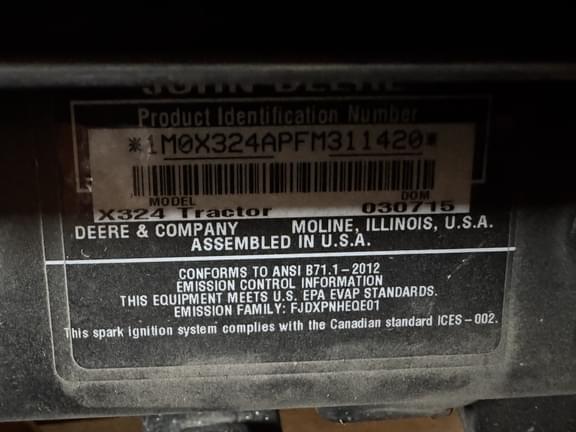 JOHN DEERE
Product Identification Number
*1M0X324APFM311420*
MODEL DOM
X324 Tractor 030715
DEERE & COMPANY MOLINE, ILLINOIS, U.S.A.
ASSEMBLED IN U.S.A.
CONFORMS TO ANSI B71.1-2012
EMISSION CONTROL INFORMATION
THIS EQUIPMENT MEETS U.S. EPA EVAP STANDARDS.
EMISSION FAMILY: FJDXPNHEQE01
This spark ignition system complies with the Canadian standard ICES-002.